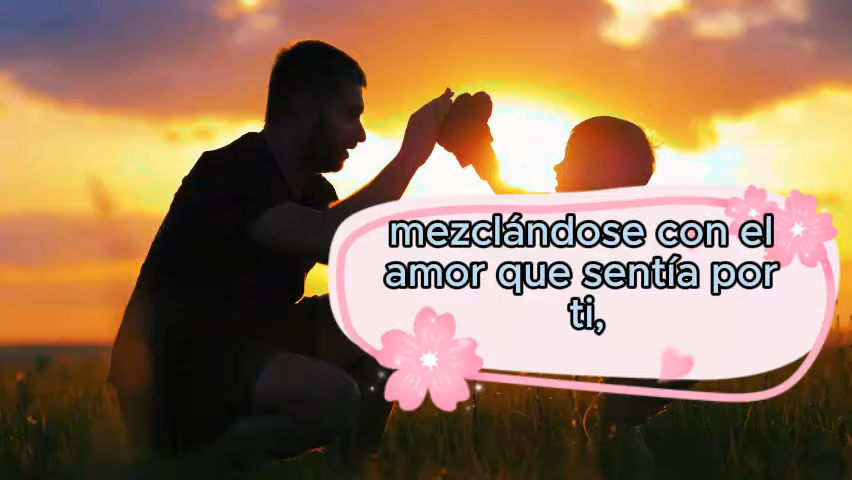 mezclándose con el
amor que sentía por
ti,